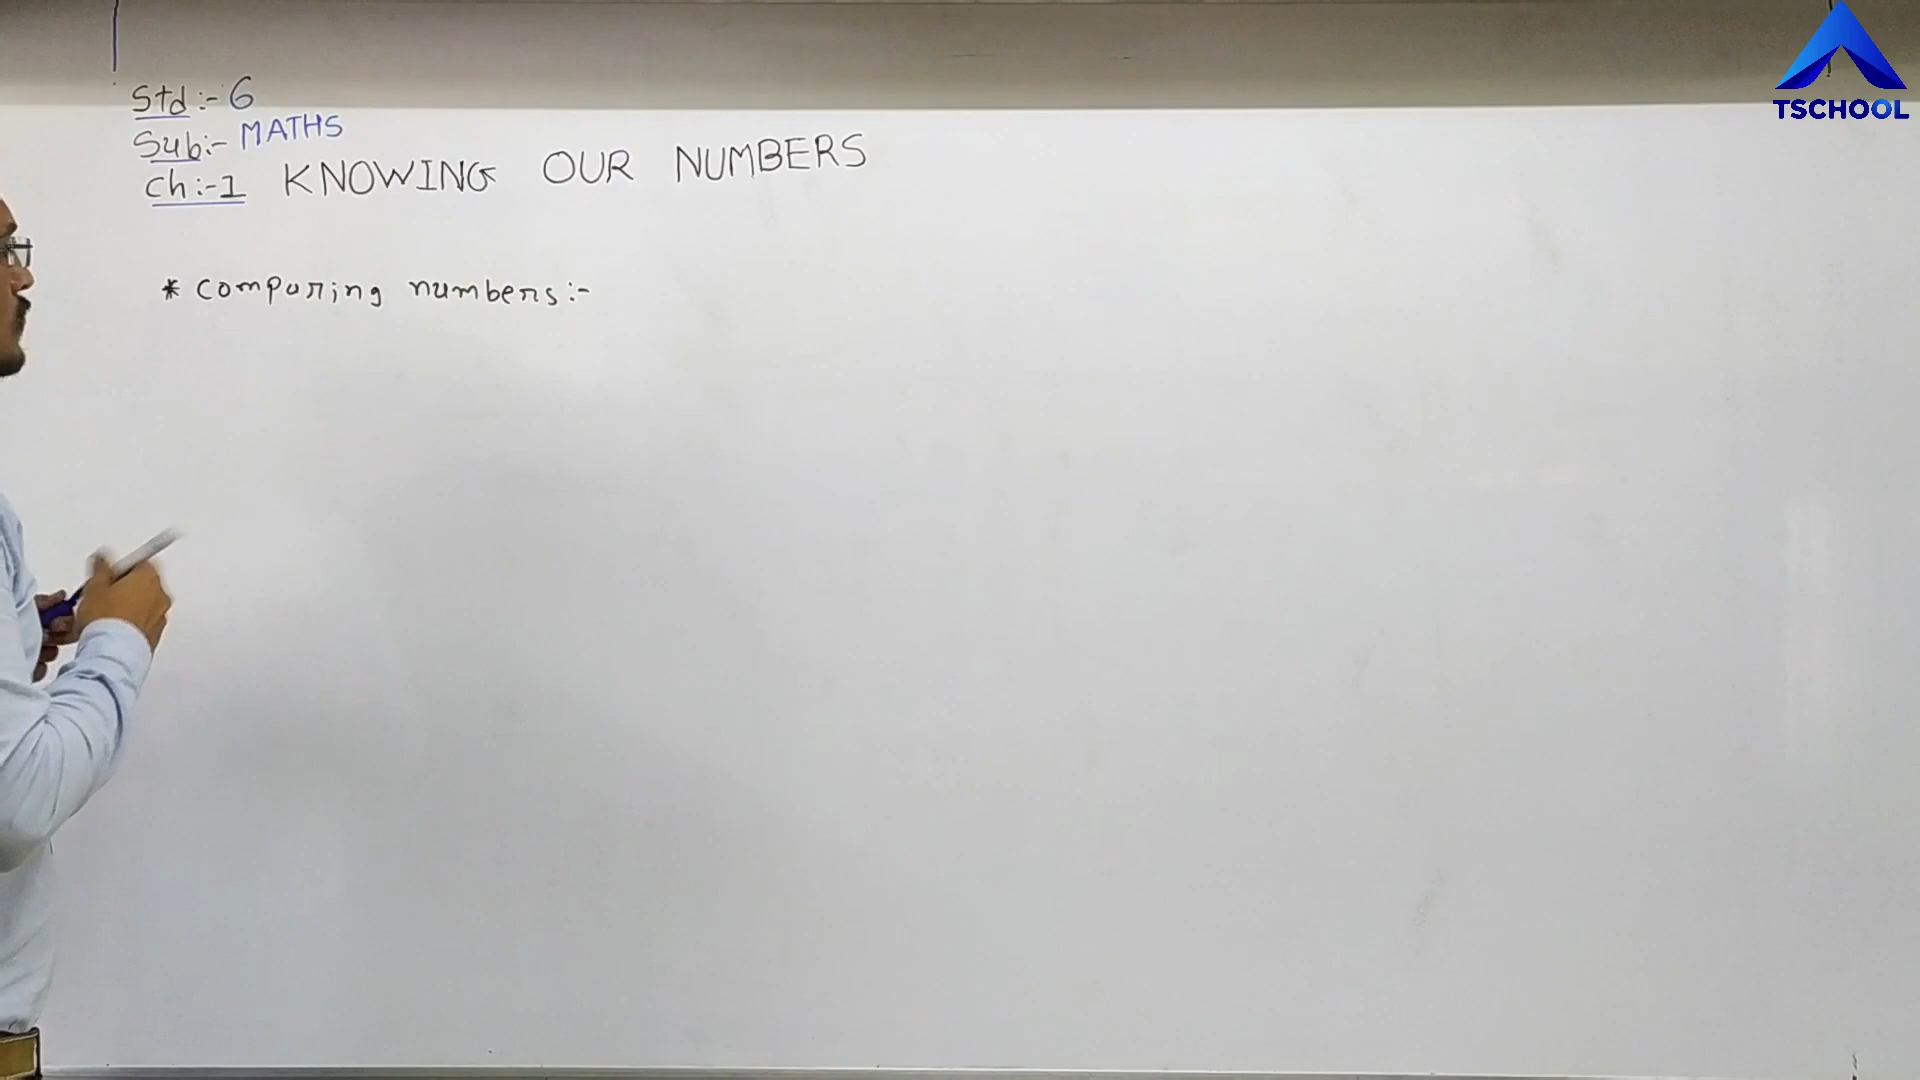 Std :- 6
Sub:- MATHS
Ch:-1 KNOWING OUR NUMBERS
* comparing numbers:-
TSCHOOL